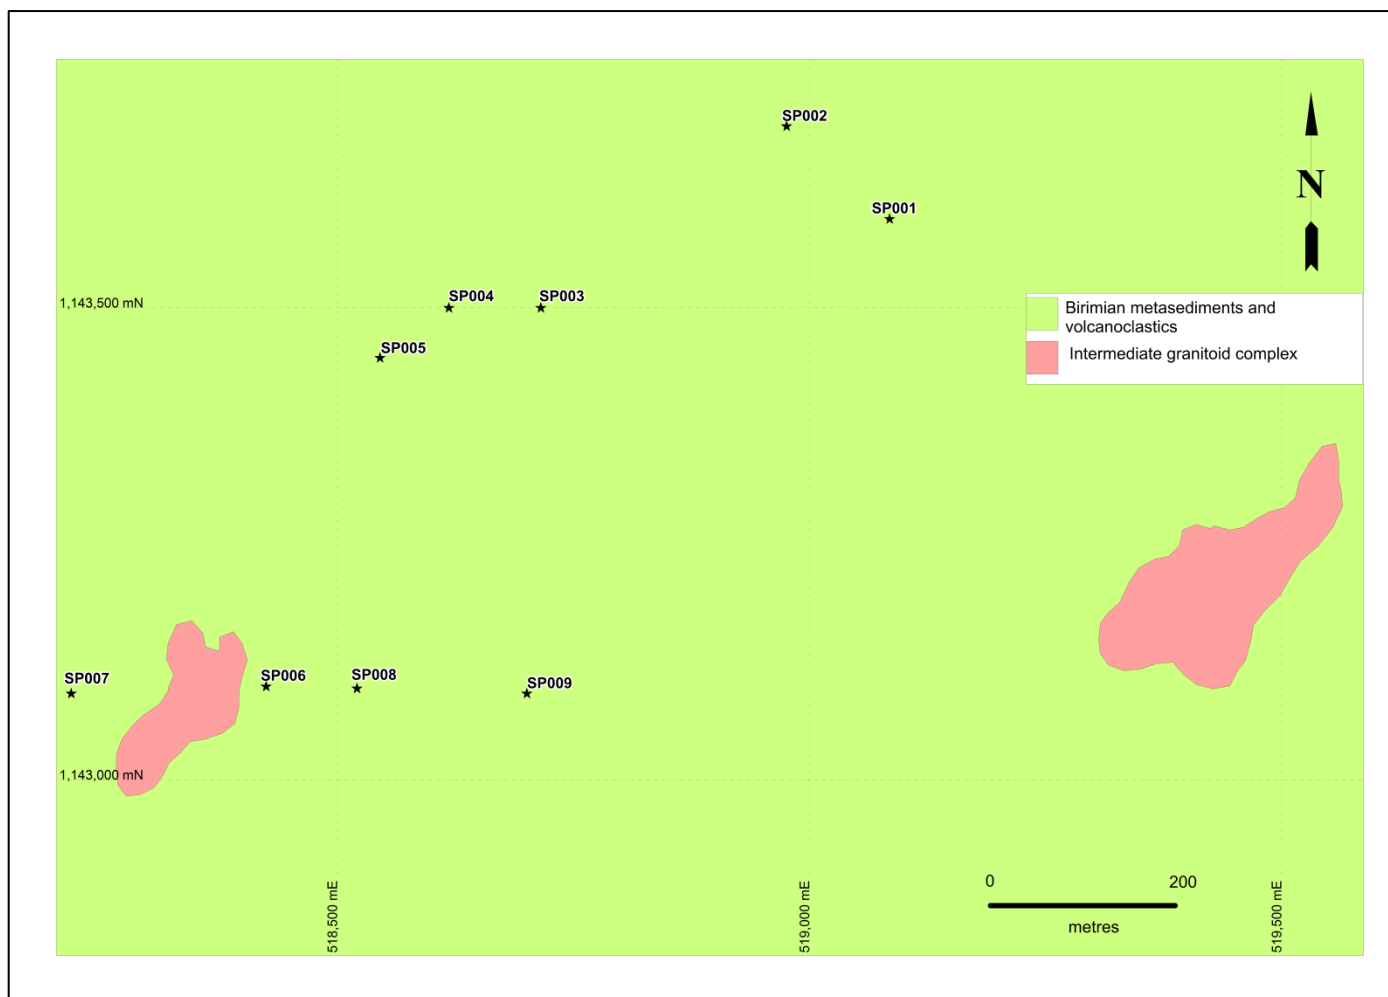 SP002
SP001
N
1,143,500 mN
SP004
SP003
SP005
Birimian metasediments and
volcanoclastics
Intermediate granitoid complex
SP007
SP006
SP008
SP009
1,143,000 mN
518,500 mE
519,000 mE
519,500 mE
0 200
metres